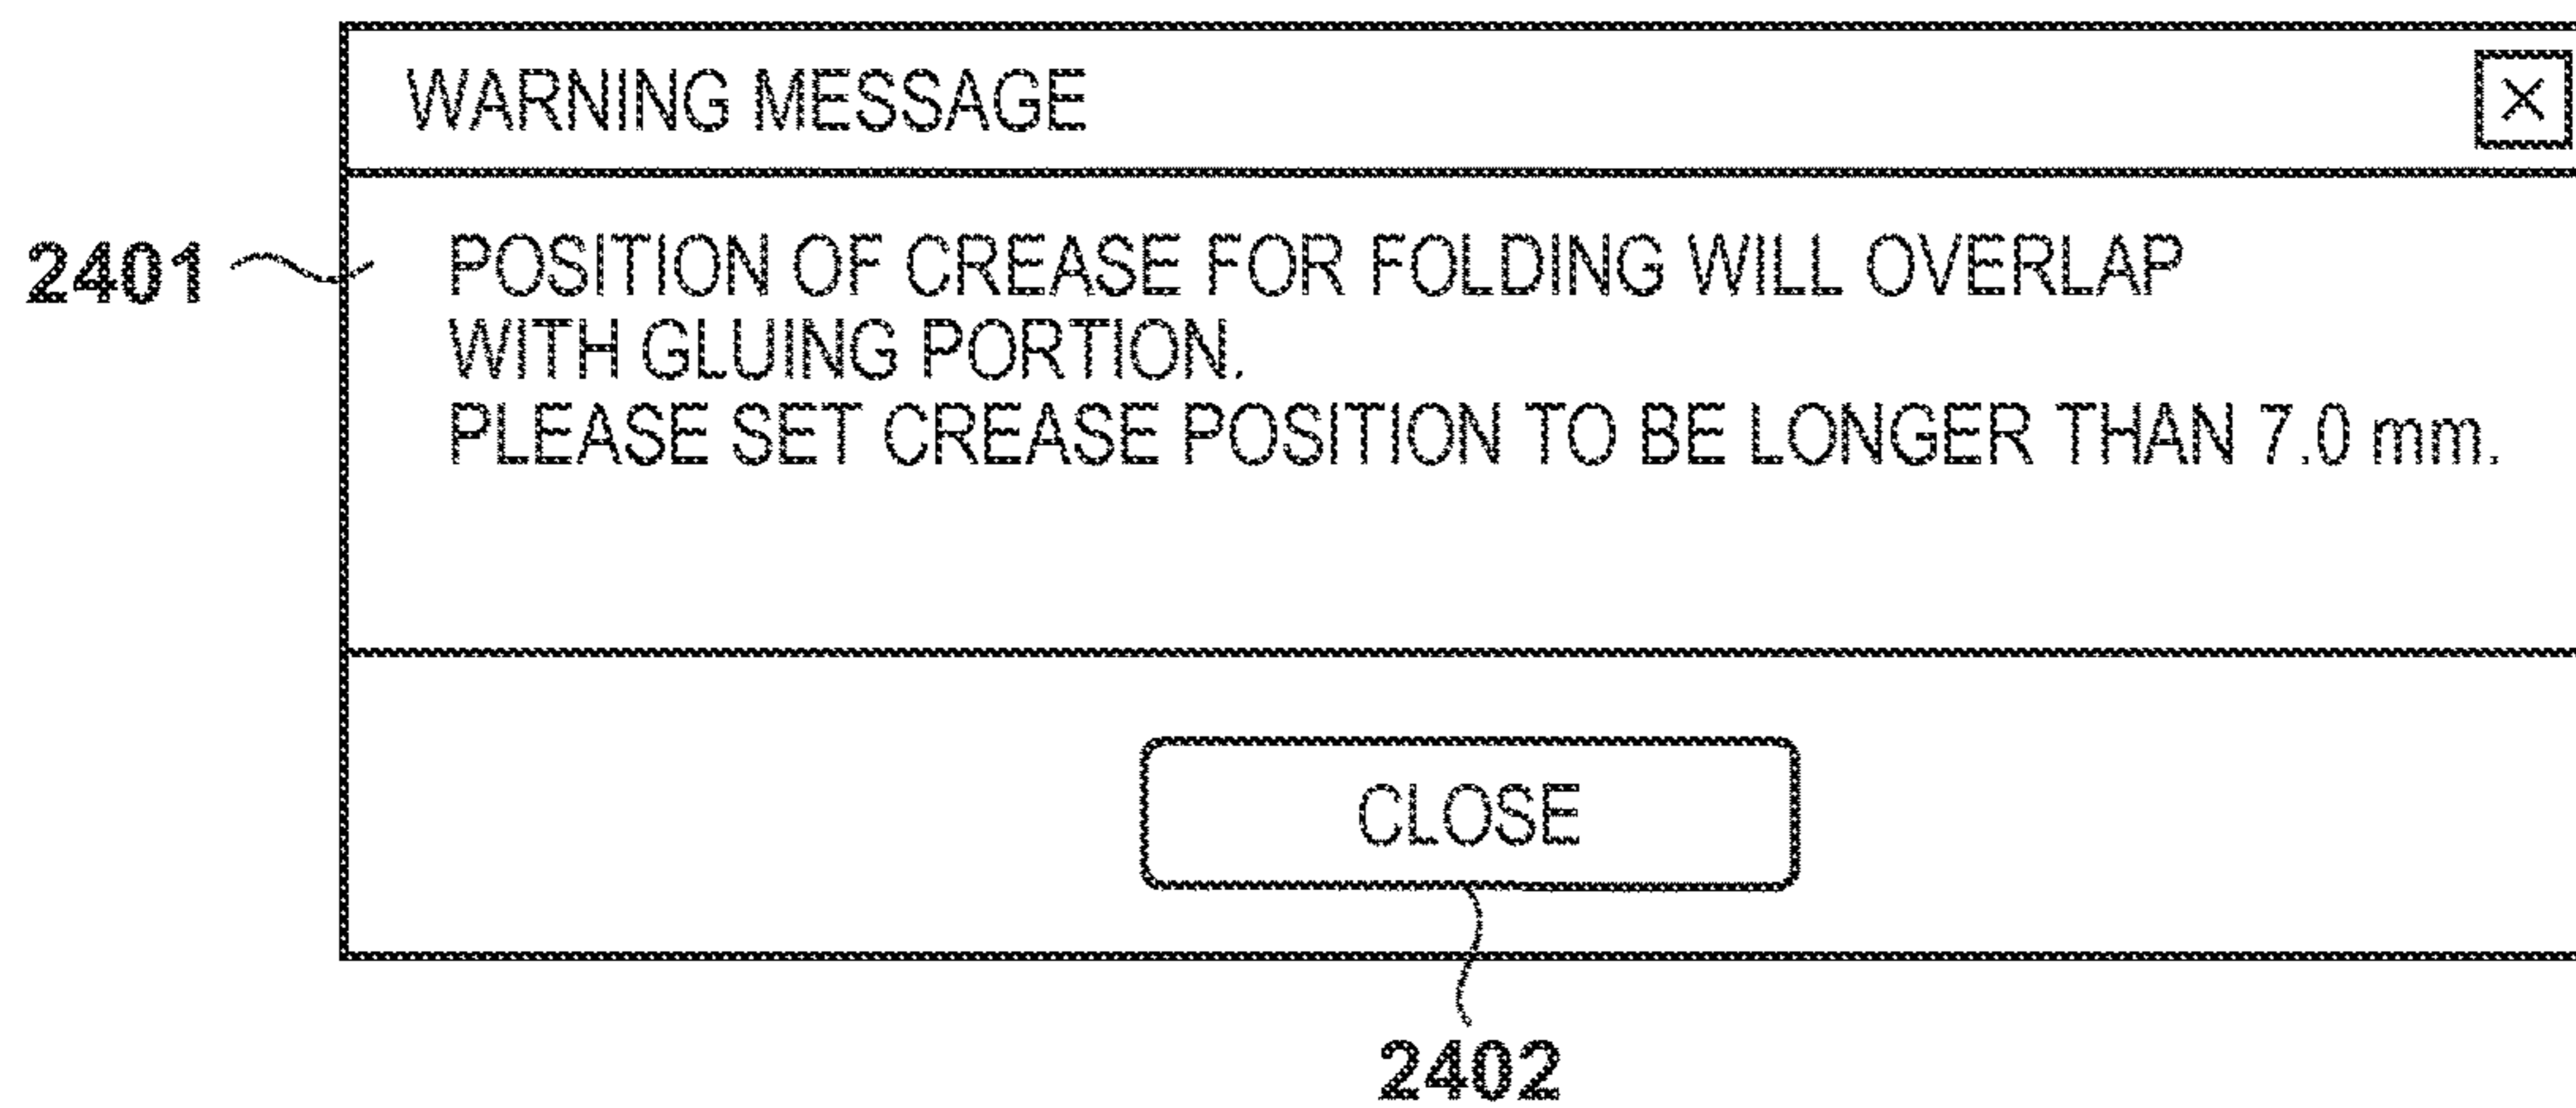 WARNING MESSAGE
X
2401
POSITION OF CREASE FOR FOLDING WILL OVERLAP
WITH GLUING PORTION.
PLEASE SET CREASE POSITION TO BE LONGER THAN 7.0 mm.
CLOSE
2402